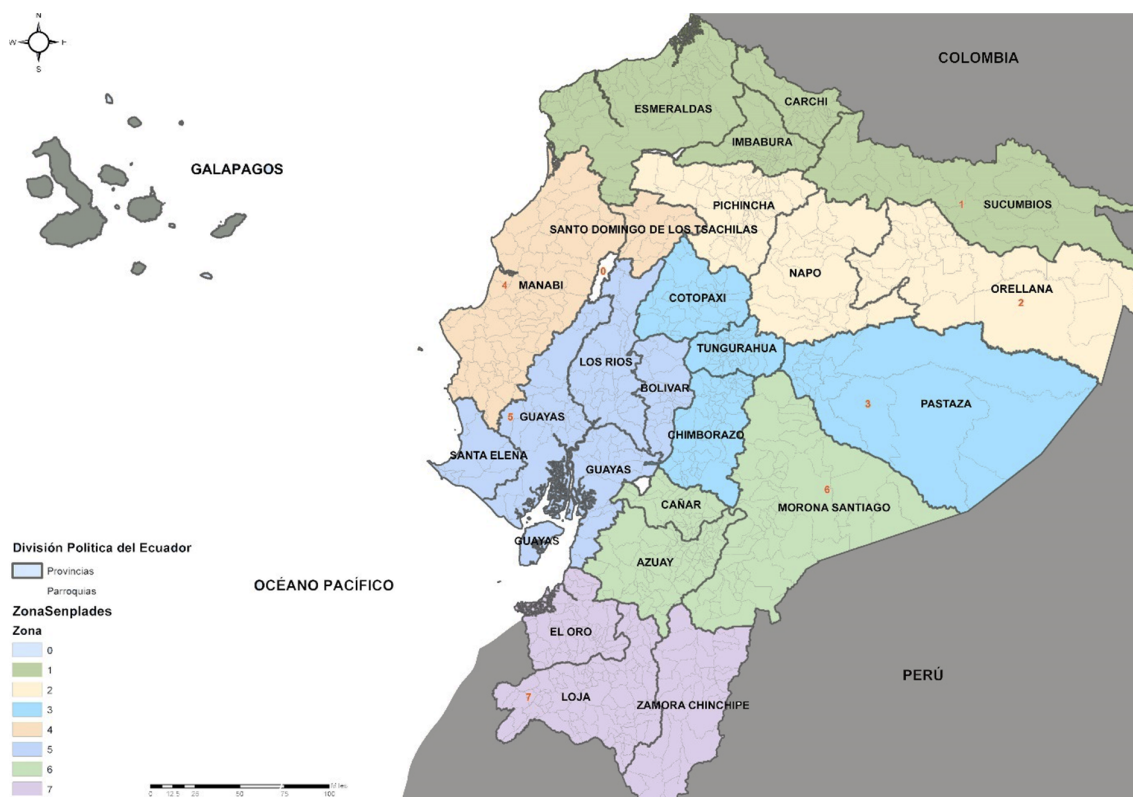 N
W
S
COLOMBIA
ESMERALDAS
CARCHI
IMBABURA
GALAPAGOS
1
SUCUMBIOS
PICHINCHA
SANTO DOMINGO DE LOS TSACHILAS
0
NAPO
4
MANABI
COTOPAXI
ORELLANA
2
TUNGURAHUA
LOS RIOS
BOLIVAR
3
PASTAZA
5
GUAYAS
CHIMBORAZO
SANTA ELENA
GUAYAS
6
CAÑAR
MORONA SANTIAGO
GUAYAS
AZUAY
OCÉANO PACÍFICO
EL ORO
PERÚ
7
LOJA
ZAMORA CHINCHIPE
División Politica del Ecuador
Provincias
Parroquias
ZonaSenplades
Zona
0
1
2
3
4
5
6
7
Miles
0 12.5 25 50 75 100